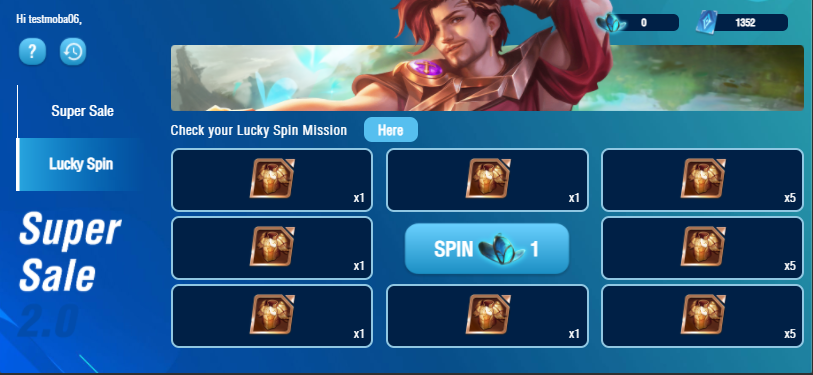 Hi testmoba06,
0
1352
?
Super Sale
Lucky Spin
Super
Sale
2.0
Check your Lucky Spin Mission
Here
x1
x1
x5
x1
SPIN 1
x5
x1
x1
x5